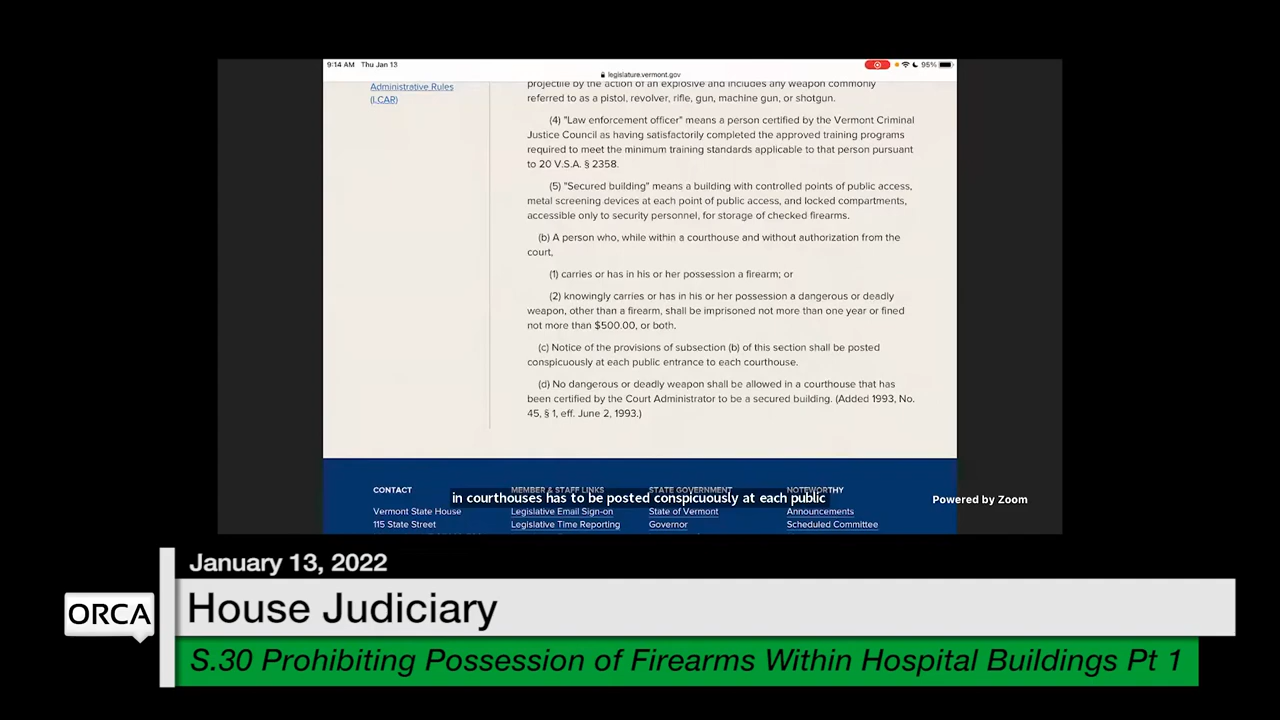 9:14 AM Thu Jan 13
95%
legislature.vermont.gov
Administrative Rules
(LCAR)
projectile by the action of an explosive and includes any weapon commonly
referred to as a pistol, revolver, rifle, gun, machine gun, or shotgun.
(4) "Law enforcement officer" means a person certified by the Vermont Criminal
Justice Council as having satisfactorily completed the approved training programs
required to meet the minimum training standards applicable to that person pursuant
to 20 V.S.A. § 2358.
(5) "Secured building" means a building with controlled points of public access,
metal screening devices at each point of public access, and locked compartments,
accessible only to security personnel, for storage of checked firearms.
(b) A person who, while within a courthouse and without authorization from the
court,
(1) carries or has in his or her possession a firearm; or
(2) knowingly carries or has in his or her possession a dangerous or deadly
weapon, other than a firearm, shall be imprisoned not more than one year or fined
not more than $500.00, or both.
(c) Notice of the provisions of subsection (b) of this section shall be posted
conspicuously at each public entrance to each courthouse.
(d) No dangerous or deadly weapon shall be allowed in a courthouse that has
been certified by the Court Administrator to be a secured building. (Added 1993, No.
45, § 1, eff. June 2, 1993.)
CONTACT
Vermont State House
115 State Street
MEMBER & STAFF LINKS
Legislative Email Sign-on
Legislative Time Reporting
STATE GOVERNMENT
State of Vermont
Governor
NOTEWORTHY
Announcements
Scheduled Committee
in courthouses has to be posted conspicuously at each public
Powered by Zoom
January 13, 2022
ORCA
House Judiciary
S.30 Prohibiting Possession of Firearms Within Hospital Buildings Pt 1